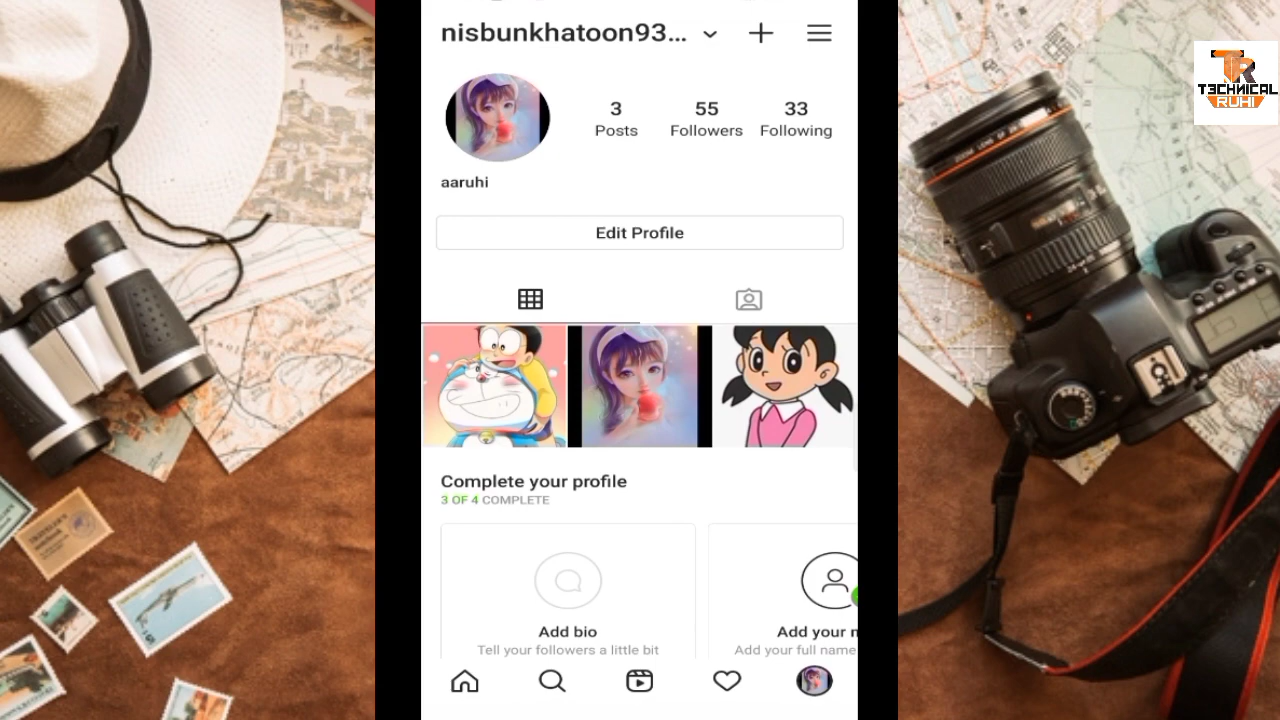 nisbunkhatoon93...
3
Posts
55
Followers
33
Following
aaruhi
Edit Profile
Complete your profile
3 OF 4 COMPLETE
Add bio
Tell your followers a little bit
Add your n
Add your full name
T3CHNICAL
RUHI